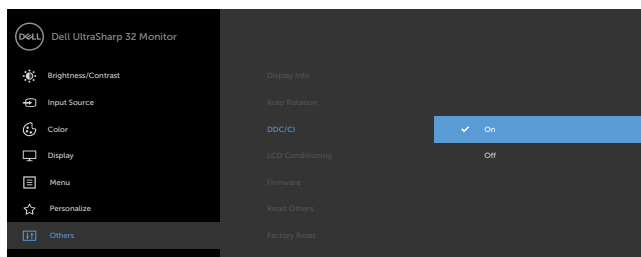 DELL
Dell UltraSharp 32 Monitor
Brightness/Contrast
Input Source
Color
Display
Menu
Personalize
Others
Display Info
Auto Rotation
DDC/CI
LCD Conditioning
Firmware
Reset Others
Factory Reset
On
Off